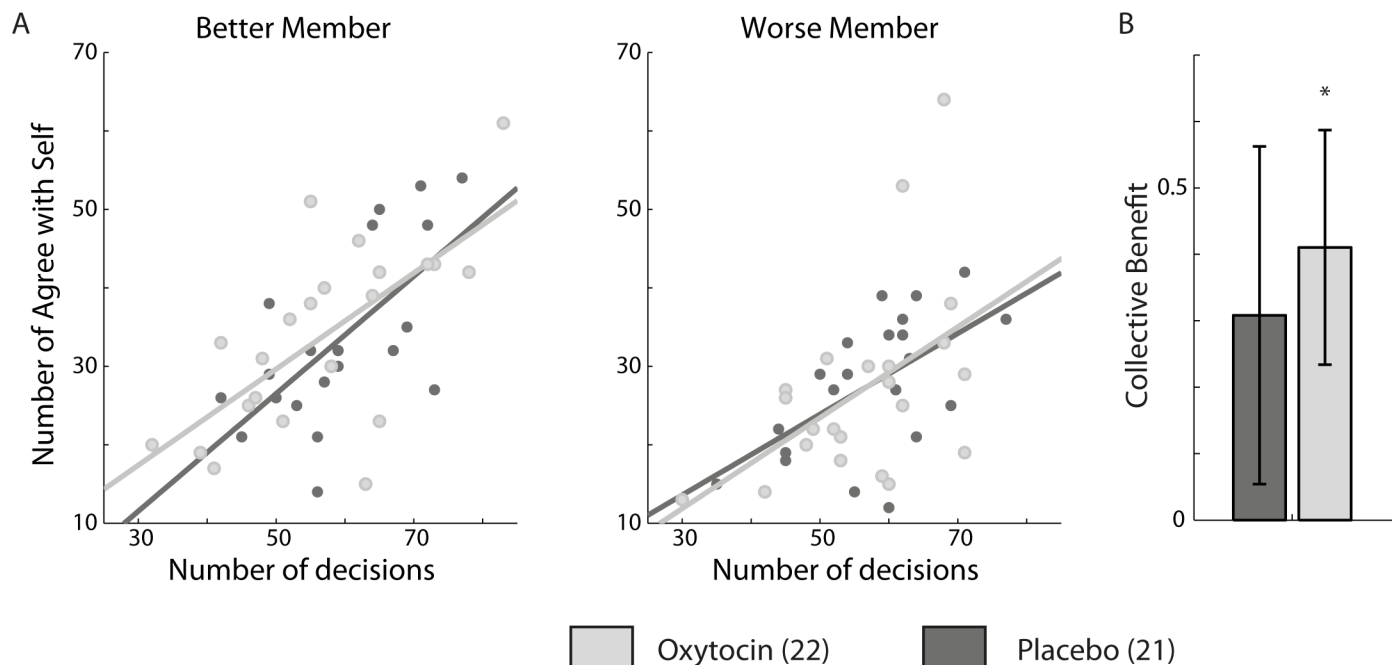 A
Better Member
Worse Member
B
70
50
30
10
Number of Agree with Self
30 50 70
Number of decisions
70
50
30
10
30 50 70
Number of decisions
*
0.5
0
Collective Benefit
Oxytocin (22)
Placebo (21)